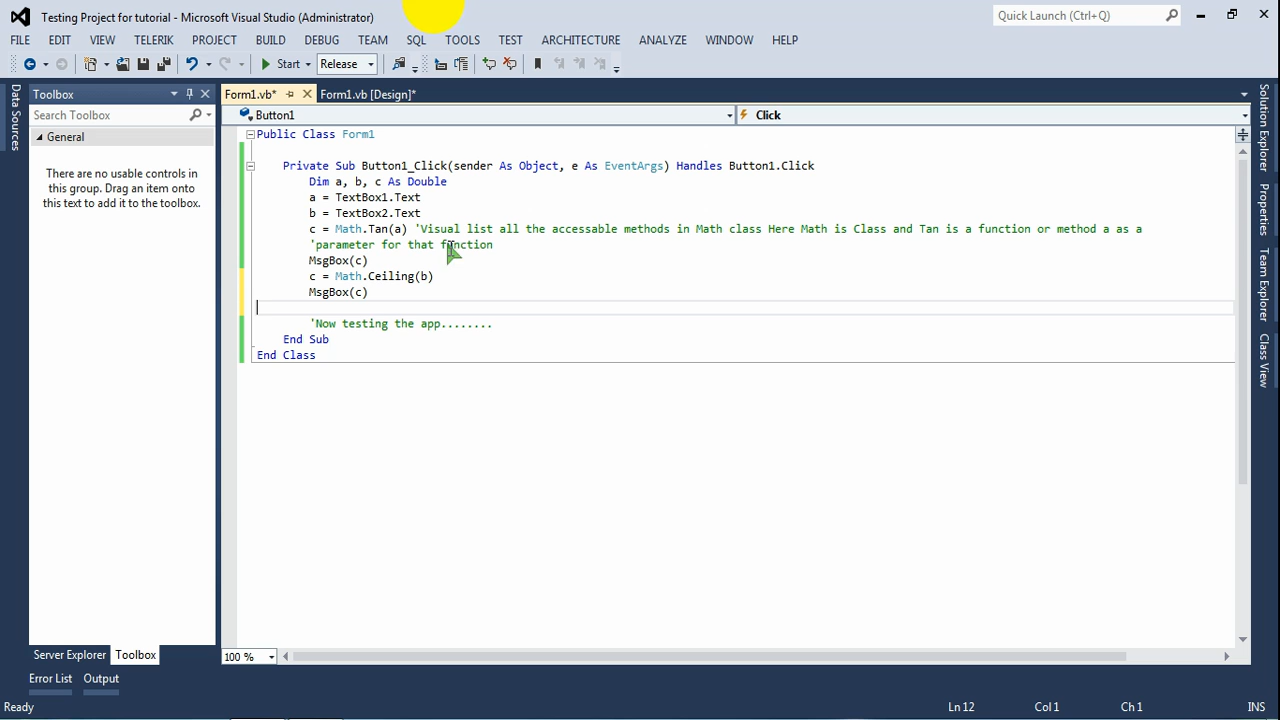 Testing Project for tutorial - Microsoft Visual Studio (Administrator)
Quick Launch (Ctrl+Q)
FILE EDIT VIEW TELERIK PROJECT BUILD DEBUG TEAM SQL TOOLS TEST ARCHITECTURE ANALYZE WINDOW HELP
Start Release
Data Sources
Toolbox
Search Toolbox
General
There are no usable controls in
this group. Drag an item onto
this text to add it to the toolbox.
Server Explorer Toolbox
Form1.vb* Form1.vb [Design]*
Button1 Click
Public Class Form1
Private Sub Button1_Click(sender As Object, e As EventArgs) Handles Button1.Click
Dim a, b, c As Double
a = TextBox1.Text
b = TextBox2.Text
c = Math.Tan(a) 'Visual list all the accessable methods in Math class Here Math is Class and Tan is a function or method a as a
'parameter for that function
MsgBox(c)
c = Math.Ceiling(b)
MsgBox(c)
'Now testing the app........
End Sub
End Class
100 %
Solution Explorer
Properties
Team Explorer
Class View
Error List Output
Ready Ln 12 Col 1 Ch 1 INS